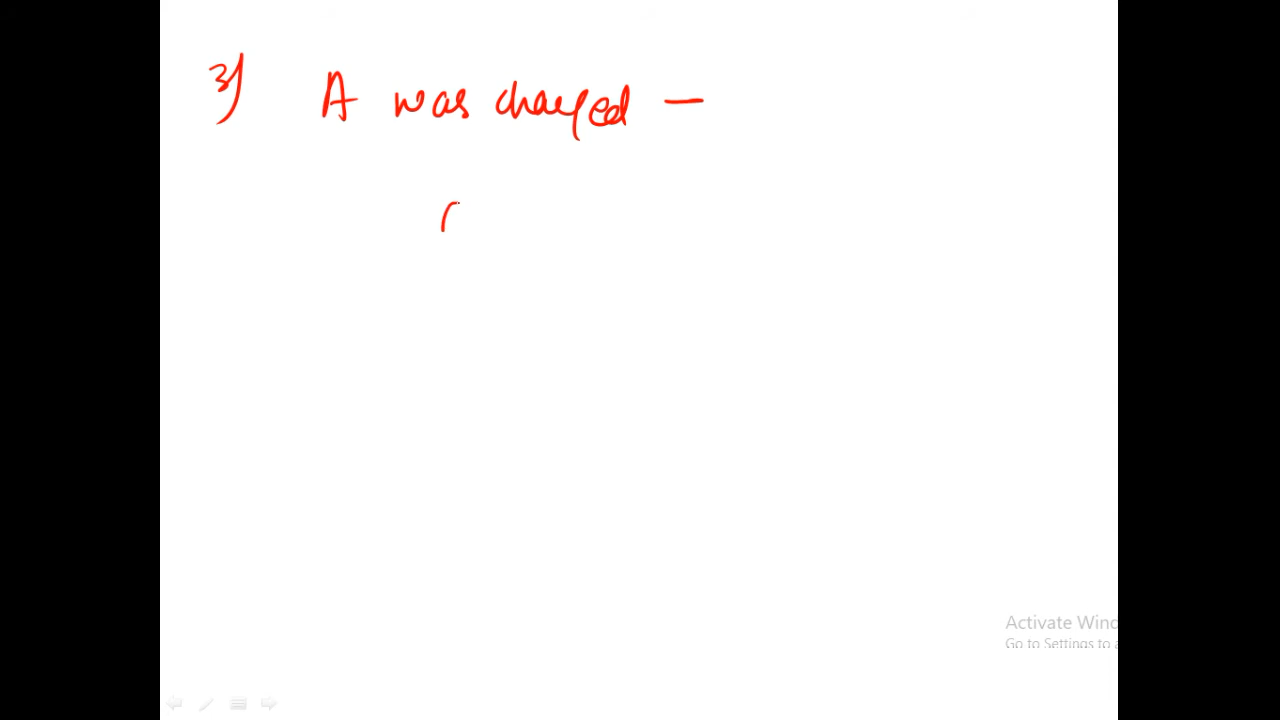 3) A was charged —
(
Activate Wind
Go to Settings to a